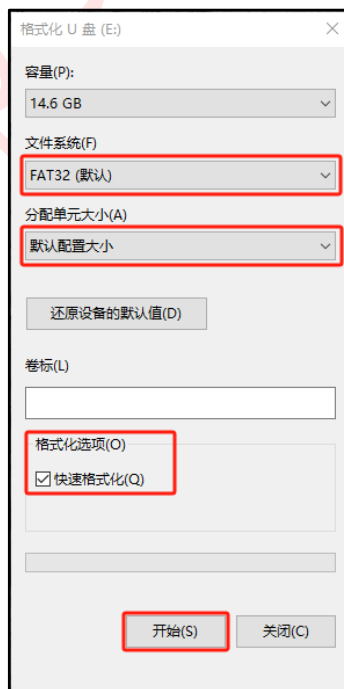 格式化 U 盘 (E:)
容量(P):
14.6 GB
文件系统(F)
FAT32 (默认)
分配单元大小(A)
默认配置大小
还原设备的默认值(D)
卷标(L)
格式化选项(O)
快速格式化(Q)
开始(S) 关闭(C)